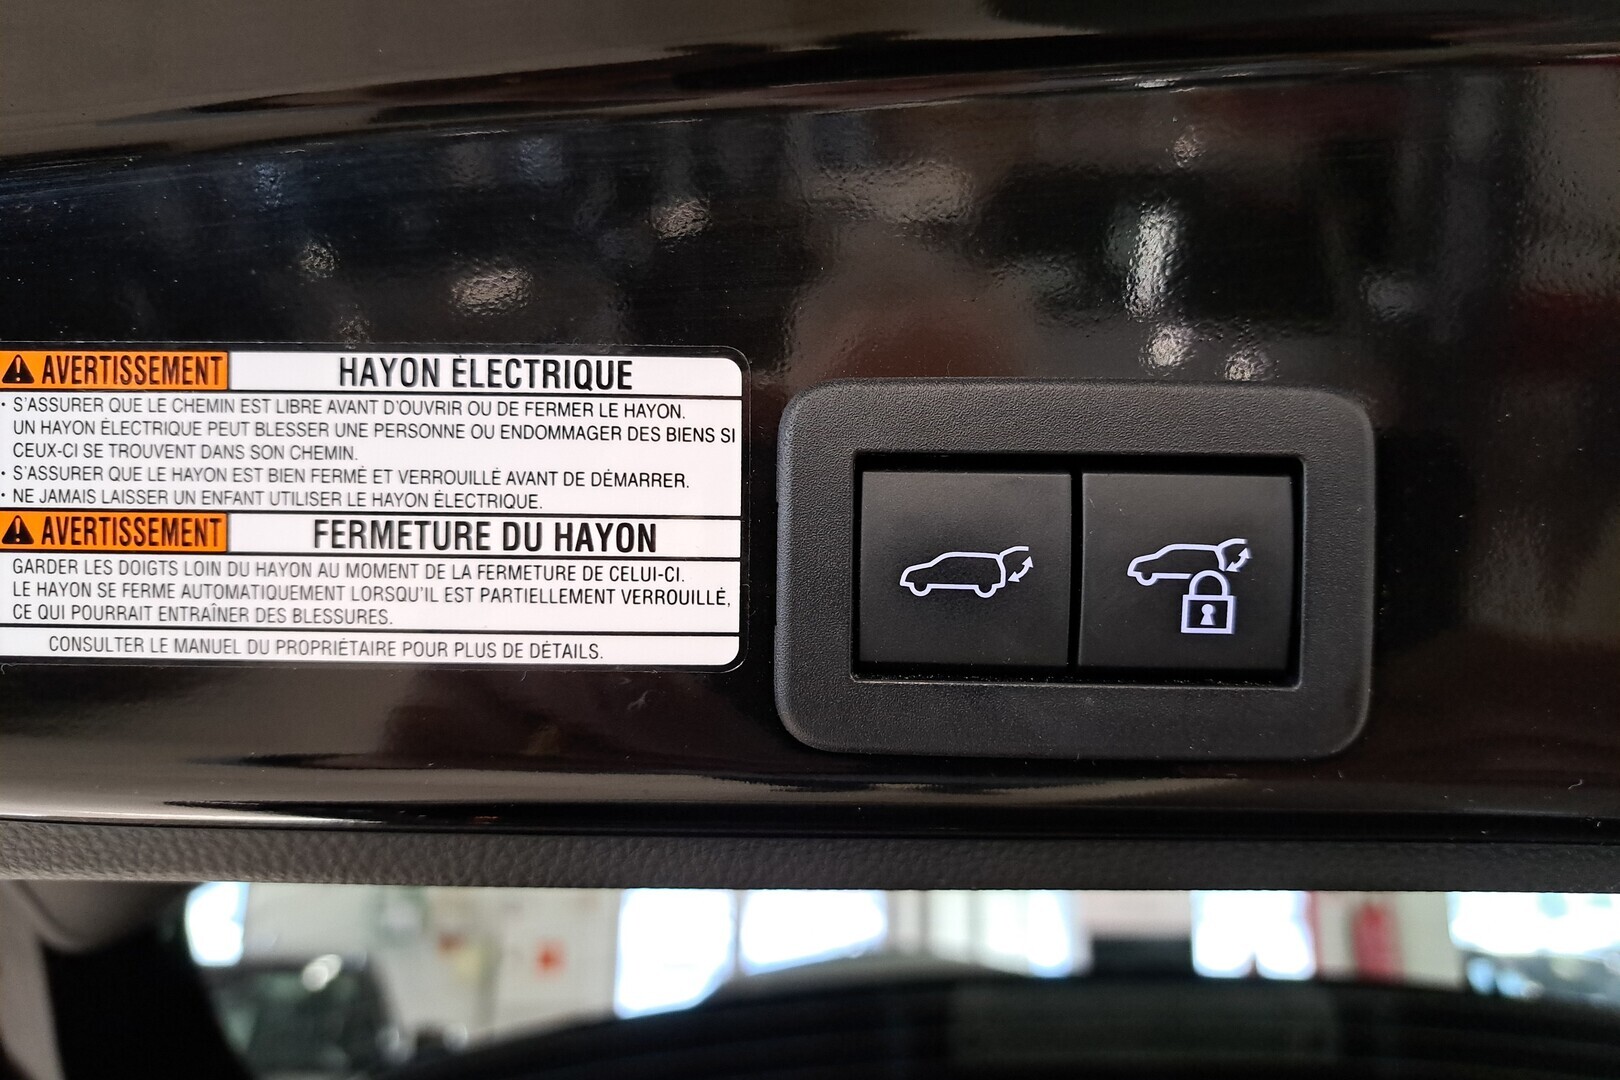 AVERTISSEMENT HAYON ÉLECTRIQUE
· S'ASSURER QUE LE CHEMIN EST LIBRE AVANT D'OUVRIR OU DE FERMER LE HAYON.
UN HAYON ÉLECTRIQUE PEUT BLESSER UNE PERSONNE OU ENDOMMAGER DES BIENS SI
CEUX-CI SE TROUVENT DANS SON CHEMIN.
· S'ASSURER QUE LE HAYON EST BIEN FERMÉ ET VERROUILLÉ AVANT DE DÉMARRER.
· NE JAMAIS LAISSER UN ENFANT UTILISER LE HAYON ÉLECTRIQUE.
AVERTISSEMENT FERMETURE DU HAYON
GARDER LES DOIGTS LOIN DU HAYON AU MOMENT DE LA FERMETURE DE CELUI-CI.
LE HAYON SE FERME AUTOMATIQUEMENT LORSQU'IL EST PARTIELLEMENT VERROUILLÉ,
CE QUI POURRAIT ENTRAÎNER DES BLESSURES.
CONSULTER LE MANUEL DU PROPRIÉTAIRE POUR PLUS DE DÉTAILS.